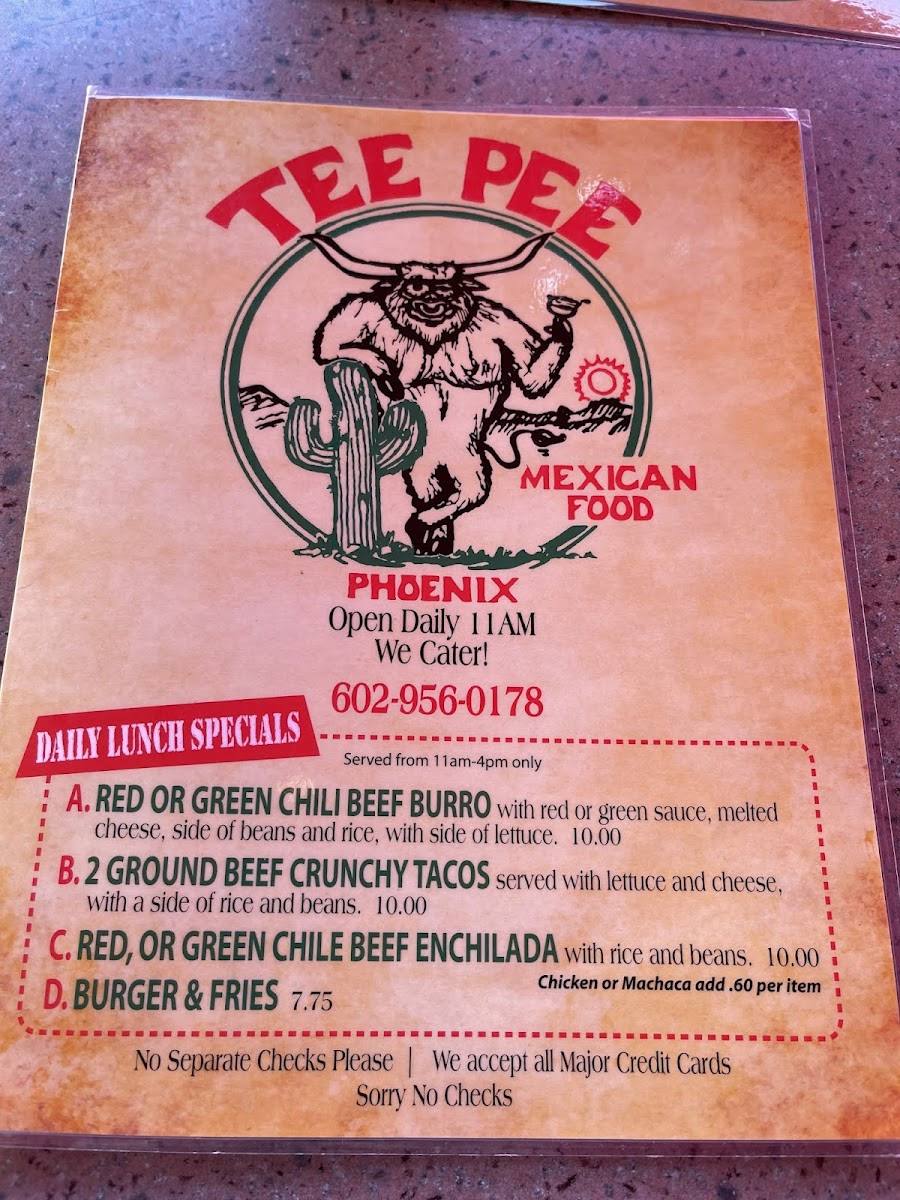 TEE PEE
MEXICAN
FOOD
PHOENIX
Open Daily 11AM
We Cater!
602-956-0178
DAILY LUNCH SPECIALS
Served from 11am-4pm only
A. RED OR GREEN CHILI BEEF BURRO with red or green sauce, melted
cheese, side of beans and rice, with side of lettuce. 10.00
B. 2 GROUND BEEF CRUNCHY TACOS served with lettuce and cheese,
with a side of rice and beans. 10.00
C. RED, OR GREEN CHILE BEEF ENCHILADA with rice and beans. 10.00
Chicken or Machaca add .60 per item
D. BURGER & FRIES 7.75
No Separate Checks Please | We accept all Major Credit Cards
Sorry No Checks